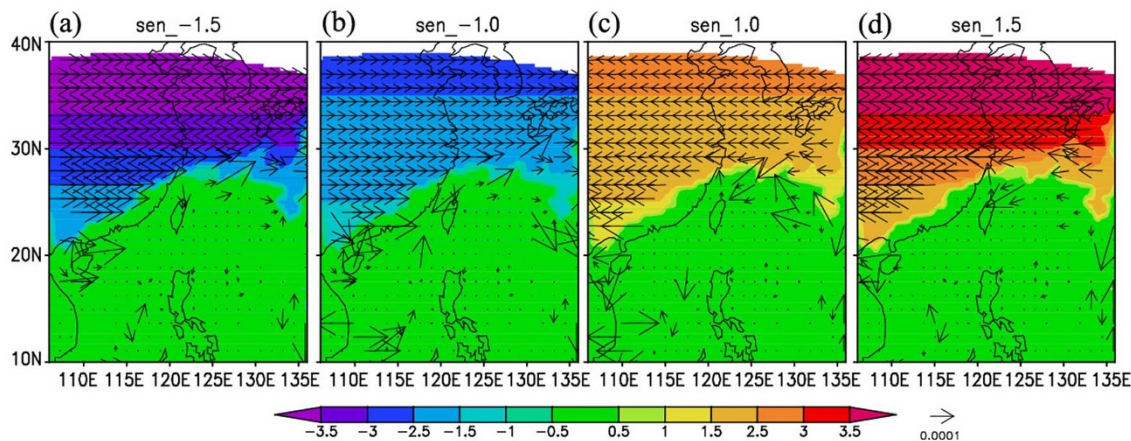 (a) sen_−1.5 (b) sen_−1.0 (c) sen_1.0 (d) sen_1.5
40N
30N
20N
10N
110E 115E 120E 125E 130E 135E 110E 115E 120E 125E 130E 135E 110E 115E 120E 125E 130E 135E 110E 115E 120E 125E 130E 135E
−3.5 −3 −2.5 −1.5 −1 −0.5 0.5 1 1.5 2.5 3 3.5 0.0001